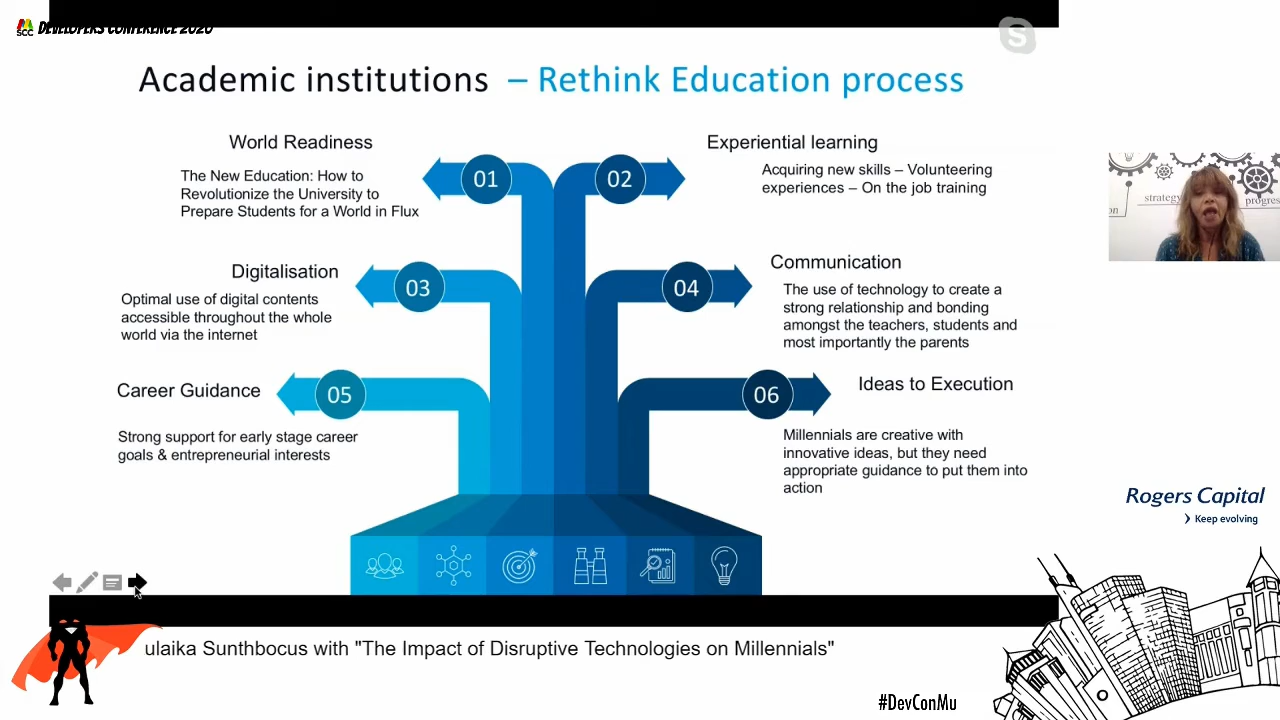 SCC DEVELOPERS CONFERENCE 2020
Academic institutions – Rethink Education process
World Readiness
The New Education: How to
Revolutionize the University to
Prepare Students for a World in Flux
01
02
Experiential learning
Acquiring new skills – Volunteering
experiences – On the job training
Digitalisation
Optimal use of digital contents
accessible throughout the whole
world via the internet
03
04
Communication
The use of technology to create a
strong relationship and bonding
amongst the teachers, students and
most importantly the parents
Career Guidance
Strong support for early stage career
goals & entrepreneurial interests
05
06
Ideas to Execution
Millennials are creative with
innovative ideas, but they need
appropriate guidance to put them into
action
strategy
progres
on
Rogers Capital
Keep evolving
ulaika Sunthbocus with "The Impact of Disruptive Technologies on Millennials"
#DevConMu